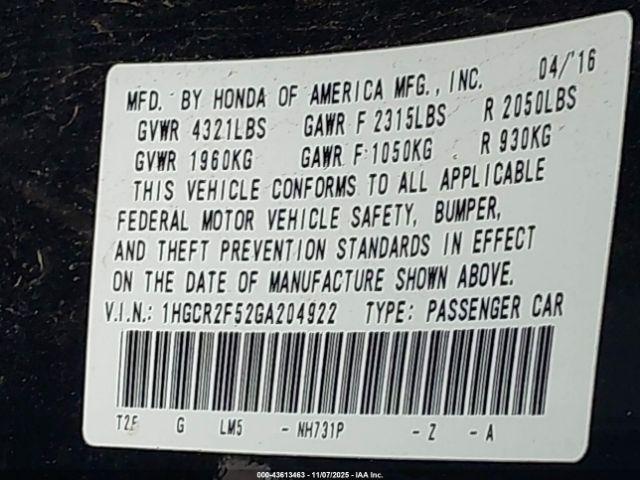 MFD. BY HONDA OF AMERICA MFG., INC. 04/'16
GVWR 4321LBS GAWR F 2315LBS R 2050LBS
GVWR 1960KG GAWR F 1050KG R 930KG
THIS VEHICLE CONFORMS TO ALL APPLICABLE
FEDERAL MOTOR VEHICLE SAFETY, BUMPER,
AND THEFT PREVENTION STANDARDS IN EFFECT
ON THE DATE OF MANUFACTURE SHOWN ABOVE.
V.I.N.: 1HGCR2F52GA204922 TYPE: PASSENGER CAR
T2F G LM5 - NH731P - Z - A
000-43613463 - 11/07/2025 - IAA Inc.